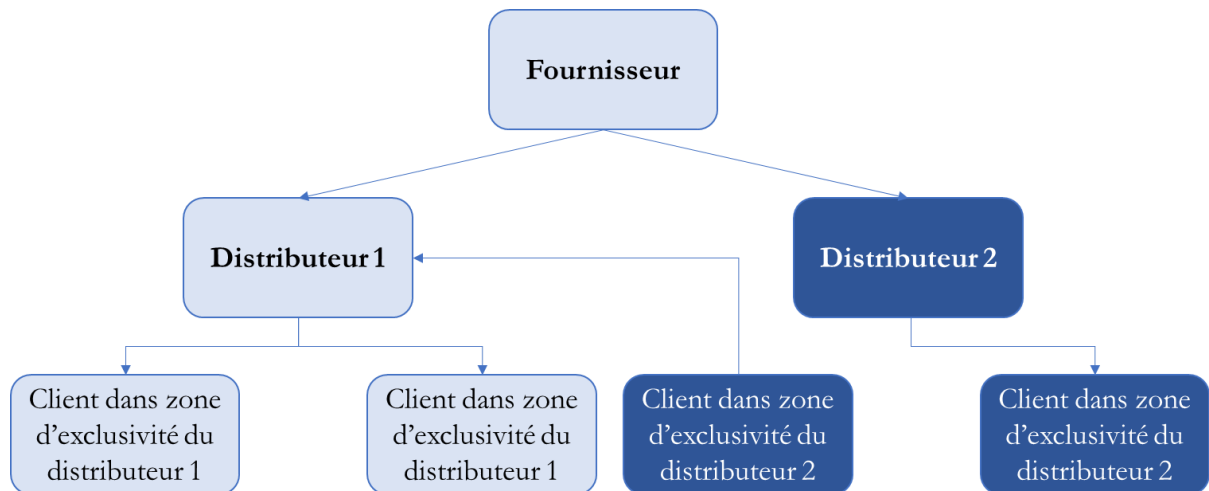 Fournisseur
Distributeur 1
Distributeur 2
Client dans zone
d'exclusivité du
distributeur 1
Client dans zone
d'exclusivité du
distributeur 1
Client dans zone
d'exclusivité du
distributeur 2
Client dans zone
d'exclusivité du
distributeur 2